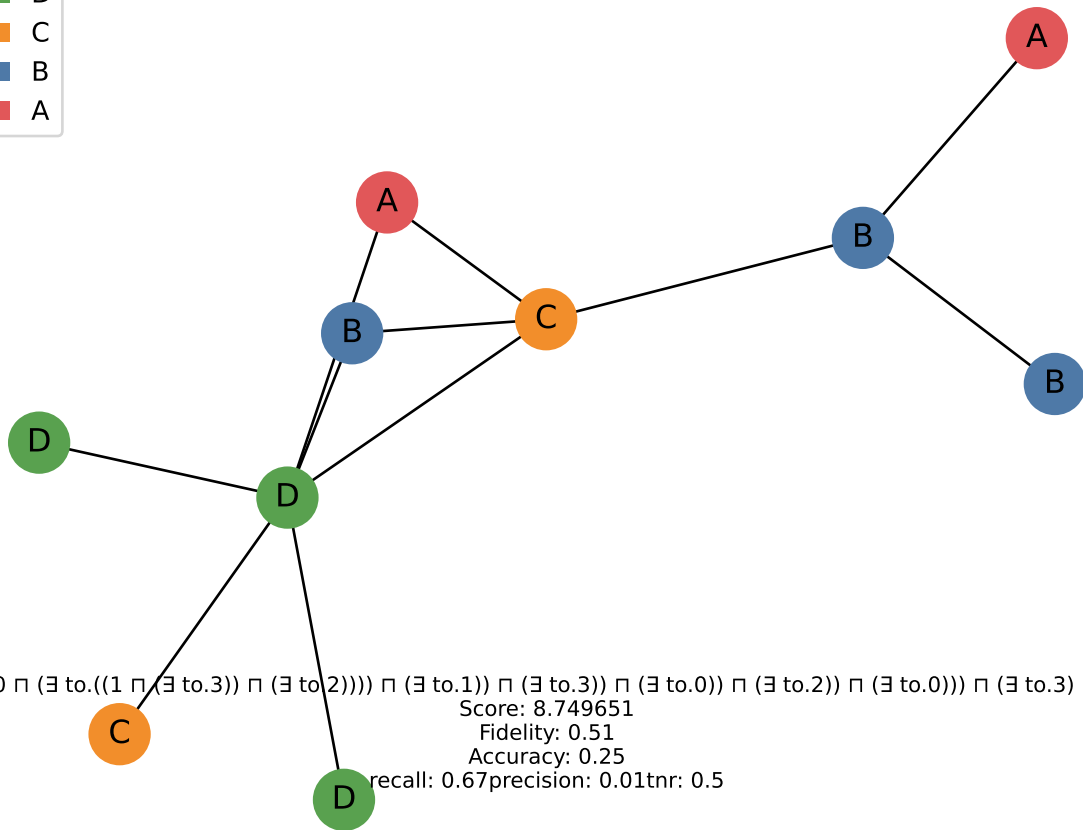 C
B
A
A
A
B
B
C
B
D
D
⊓ (∃ to.((1 ⊓ (∃ to.3)) ⊓ (∃ to.2)))) ⊓ (∃ to.1)) ⊓ (∃ to.3)) ⊓ (∃ to.0)) ⊓ (∃ to.2)) ⊓ (∃ to.0))) ⊓ (∃ to.3)
Score: 8.749651
Fidelity: 0.51
C
Accuracy: 0.25
recall: 0.67precision: 0.01tnr: 0.5
D